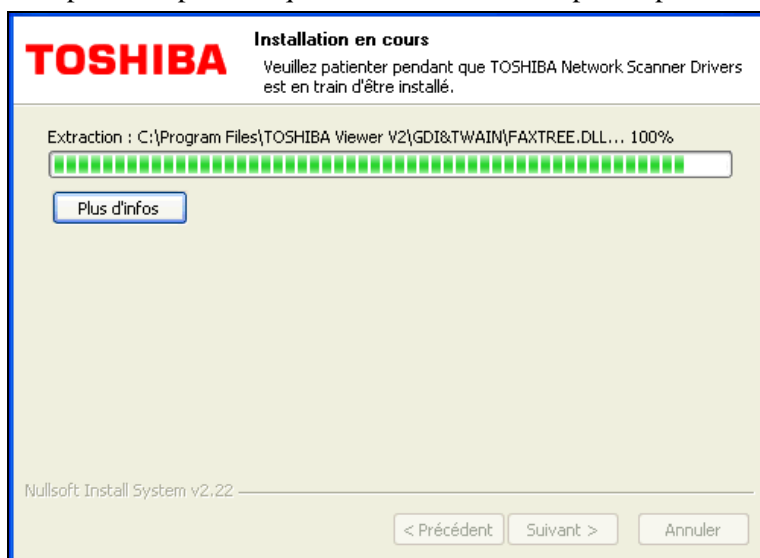 TOSHIBA
Installation en cours
Veuillez patienter pendant que TOSHIBA Network Scanner Drivers
est en train d'être installé.
Extraction : C:\Program Files\TOSHIBA Viewer V2\GDI&TWAIN\FAXTREE.DLL... 100%
Plus d'infos
Nullsoft Install System v2.22
< Précédent
Suivant >
Annuler